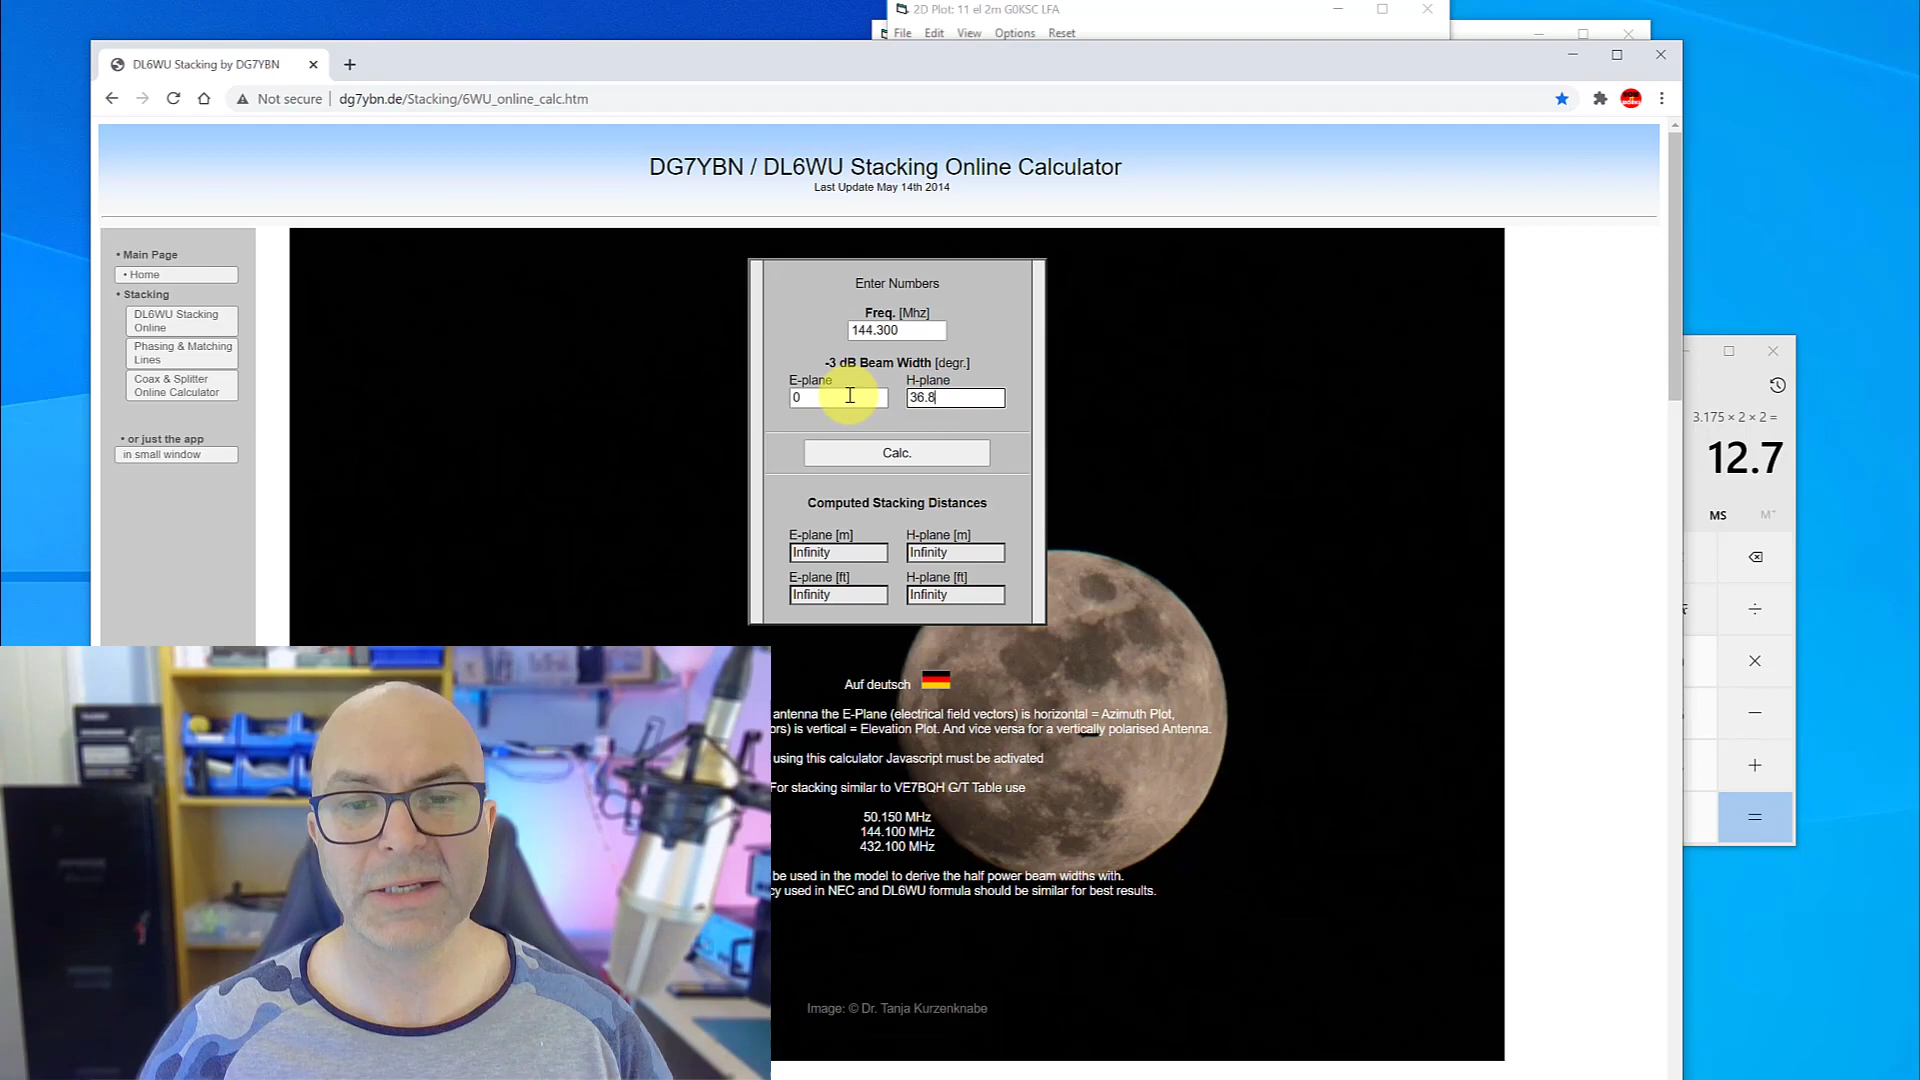 2D Plot: 11 el 2m G0KSC LFA
File Edit View Options Reset
DL6WU Stacking by DG7YBN
Not secure
dg7ybn.de/Stacking/6WU_online_calc.htm
DG7YBN / DL6WU Stacking Online Calculator
Last Update May 14th 2014
• Main Page
• Home
• Stacking
DL6WU Stacking
Online
Phasing & Matching
Lines
Coax & Splitter
Online Calculator
• or just the app
in small window
Enter Numbers
Freq. [Mhz]
144.300
-3 dB Beam Width [degr.]
E-plane H-plane
0 36.8
Calc.
Computed Stacking Distances
E-plane [m] H-plane [m]
Infinity Infinity
E-plane [ft] H-plane [ft]
Infinity Infinity
3.175 × 2 × 2 =
12.7
MS M˅
÷
×
−
+
=
Auf deutsch
antenna the E-Plane (electrical field vectors) is horizontal = Azimuth Plot,
ors) is vertical = Elevation Plot. And vice versa for a vertically polarised Antenna.
using this calculator Javascript must be activated
For stacking similar to VE7BQH G/T Table use
50.150 MHz
144.100 MHz
432.100 MHz
be used in the model to derive the half power beam widths with.
cy used in NEC and DL6WU formula should be similar for best results.
Image: © Dr. Tanja Kurzenknabe